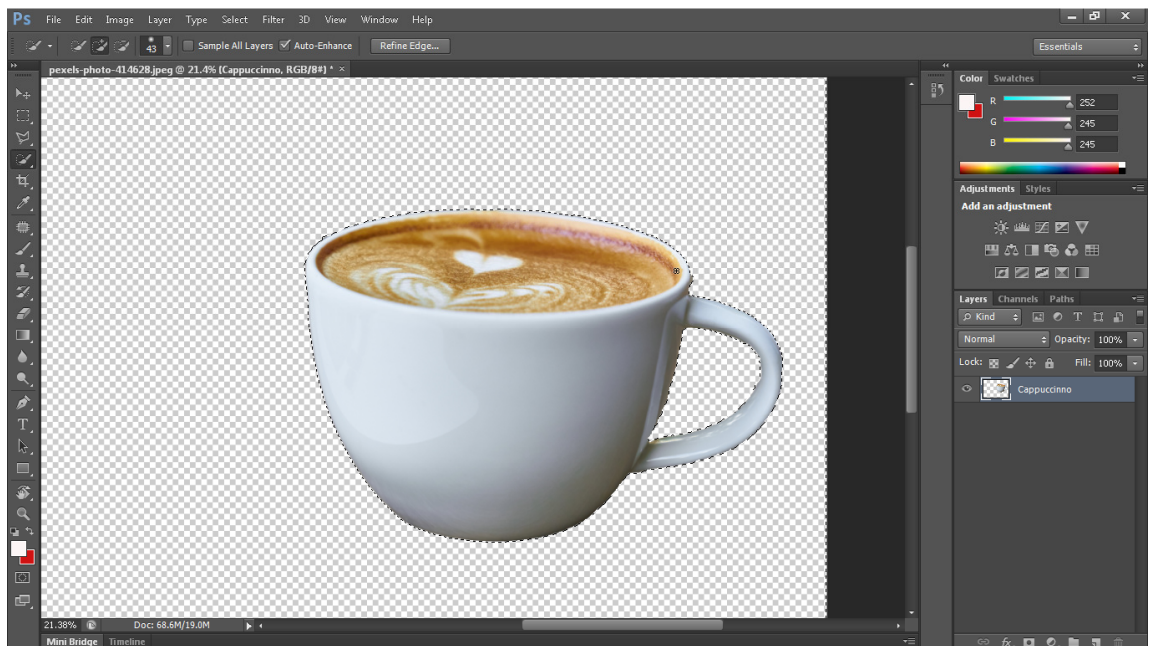 Ps File Edit Image Layer Type Select Filter 3D View Window Help
43 Sample All Layers Auto-Enhance Refine Edge... Essentials
pexels-photo-414628.jpeg @ 21.4% (Cappuccinno, RGB/8#) * ×
Color Swatches
R 252
G 245
B 245
Adjustments Styles
Add an adjustment
Layers Channels Paths
Kind T
Normal Opacity: 100%
Lock: Fill: 100%
Cappuccinno
T
21.38% Doc: 68.6M/19.0M
Mini Bridge Timeline
fx